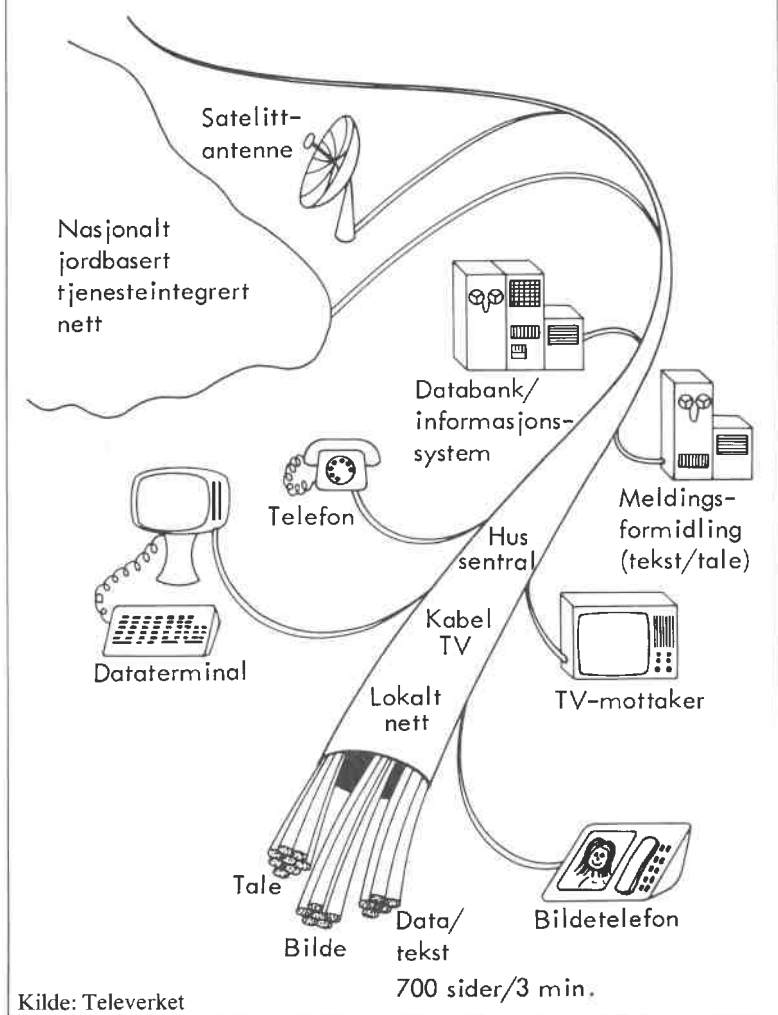 Satelitt-
antenne
Nasjonalt
jordbasert
tjenesteintegrert
nett
Databank/
informasjons-
system
Telefon
Meldings-
formidling
(tekst/tale)
Hus
sentral
Kabel
TV
Dataterminal
TV-mottaker
Lokalt
nett
Tale
Bilde
Data/
tekst
700 sider/3 min.
Bildetelefon
Kilde: Televerket